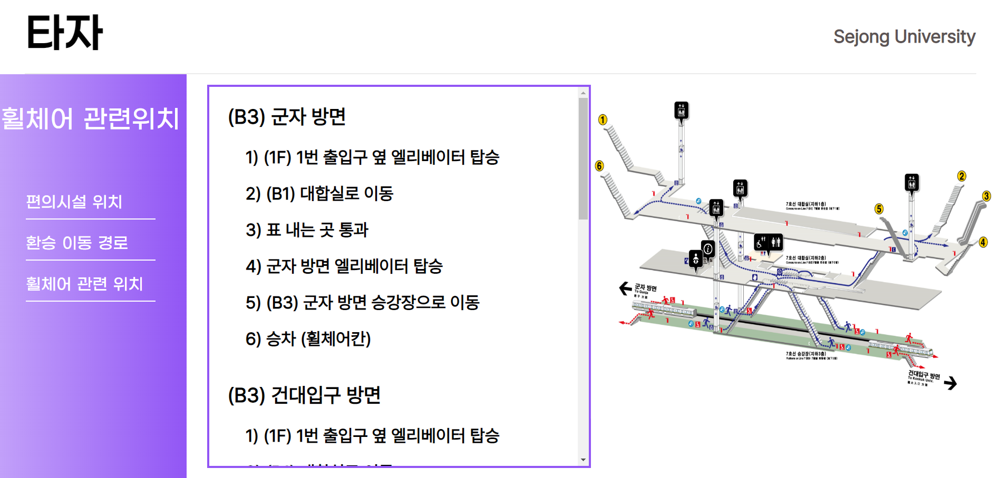 타자
Sejong University
휠체어 관련위치
편의시설 위치
환승 이동 경로
휠체어 관련 위치
(B3) 군자 방면
1) (1F) 1번 출입구 옆 엘리베이터 탑승
2) (B1) 대합실로 이동
3) 표 내는 곳 통과
4) 군자 방면 엘리베이터 탑승
5) (B3) 군자 방면 승강장으로 이동
6) 승차 (휠체어칸)
(B3) 건대입구 방면
1) (1F) 1번 출입구 옆 엘리베이터 탑승
1
6
2
3
5
4
7호선 대합실(지하1층)
Concourse on Line 7 (B1)
7호선 대합실(지하2층)
Concourse on Line 7 (B2)
군자 방면
To Gunja
7호선 승강장(지하3층)
Platform on Line 7 (B3)
건대입구 방면
To Konkuk Univ.